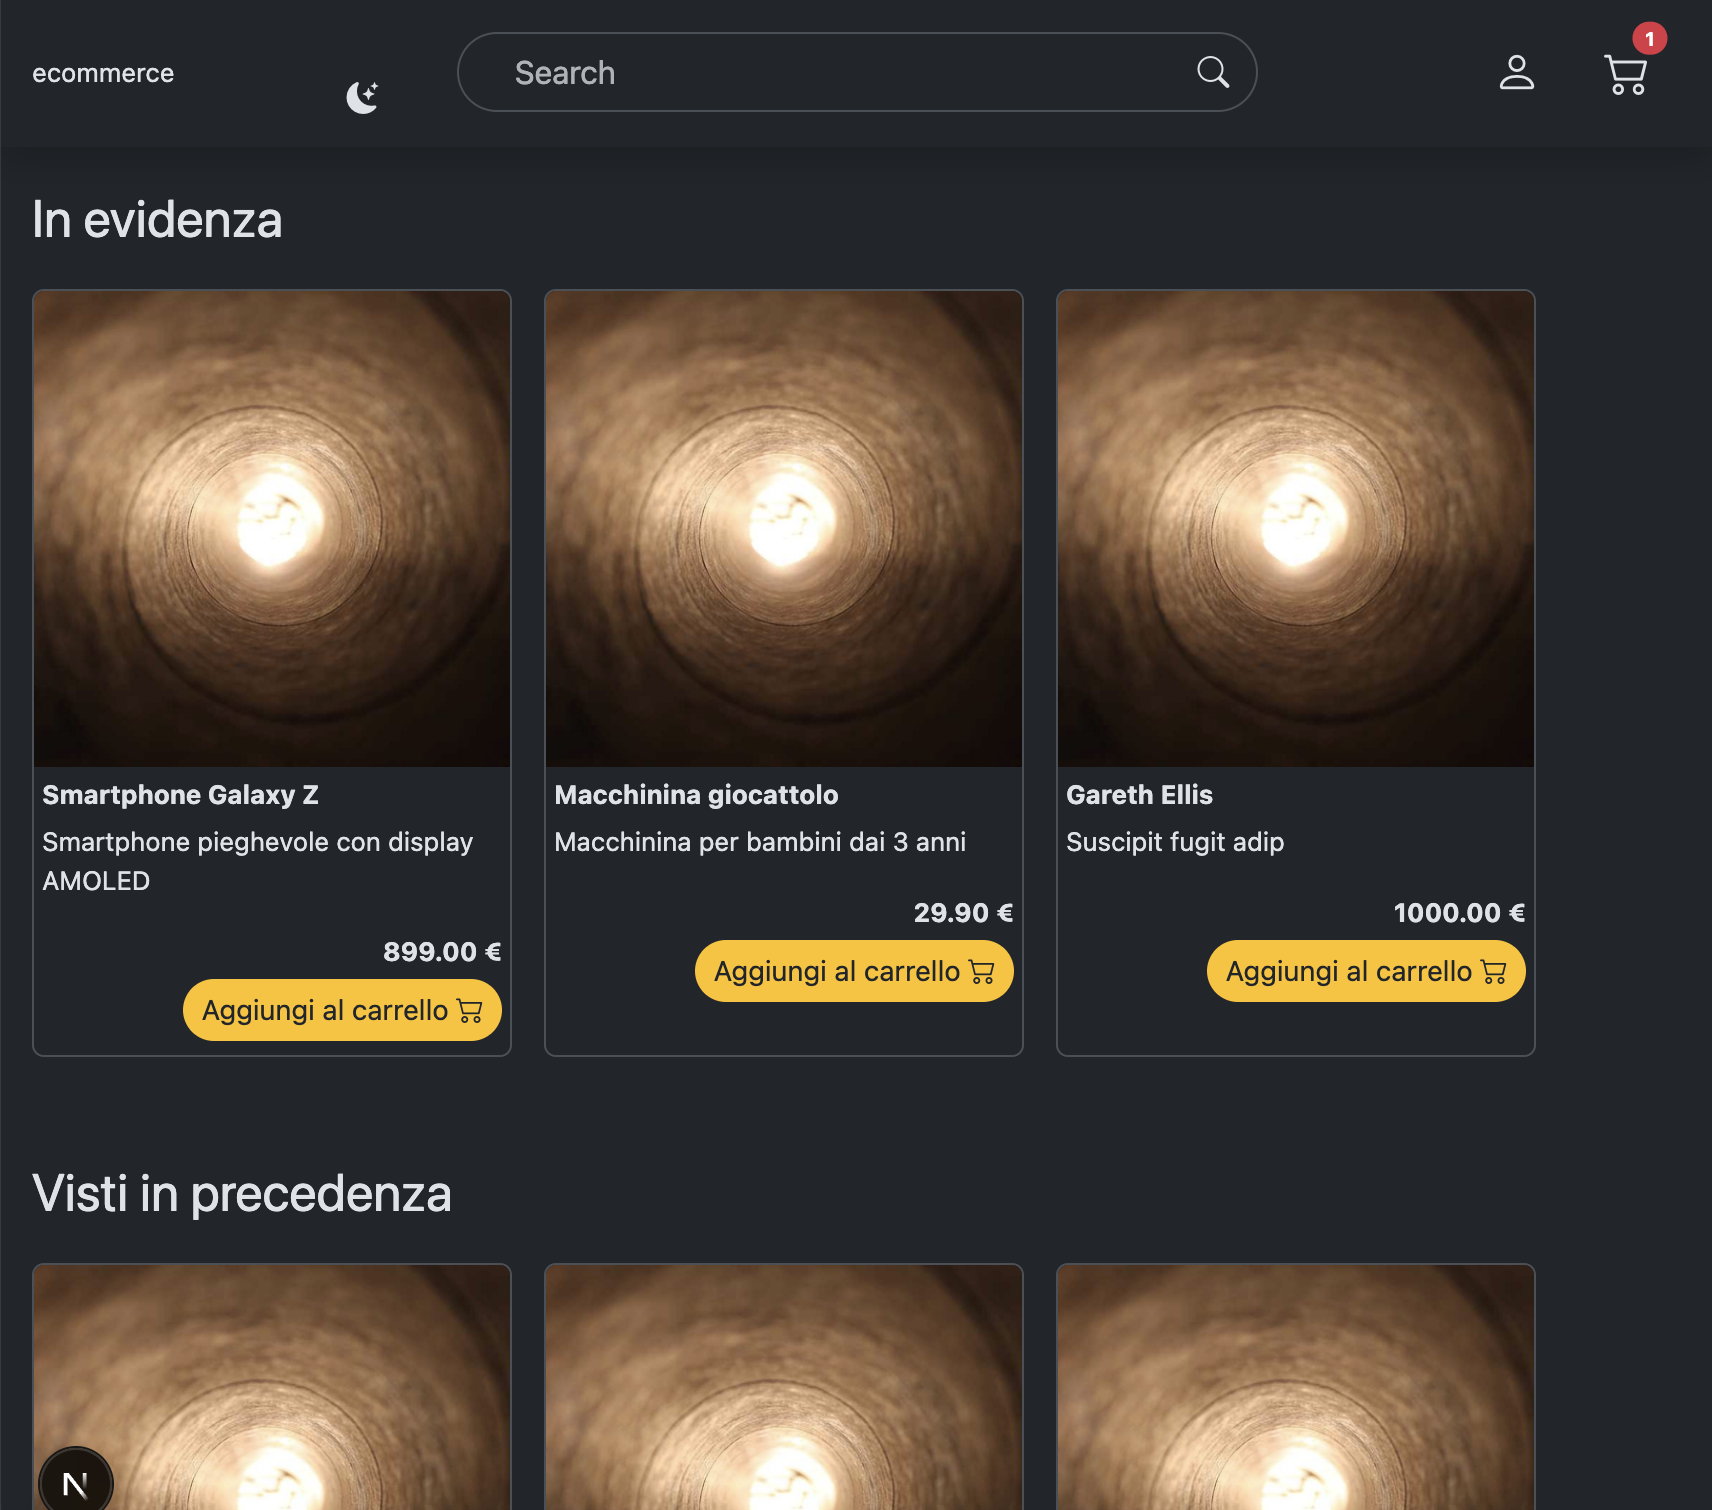 ecommerce
Search
1
In evidenza
Smartphone Galaxy Z
Smartphone pieghevole con display
AMOLED
899.00 €
Aggiungi al carrello
Macchinina giocattolo
Macchinina per bambini dai 3 anni
29.90 €
Aggiungi al carrello
Gareth Ellis
Suscipit fugit adip
1000.00 €
Aggiungi al carrello
Visti in precedenza
N